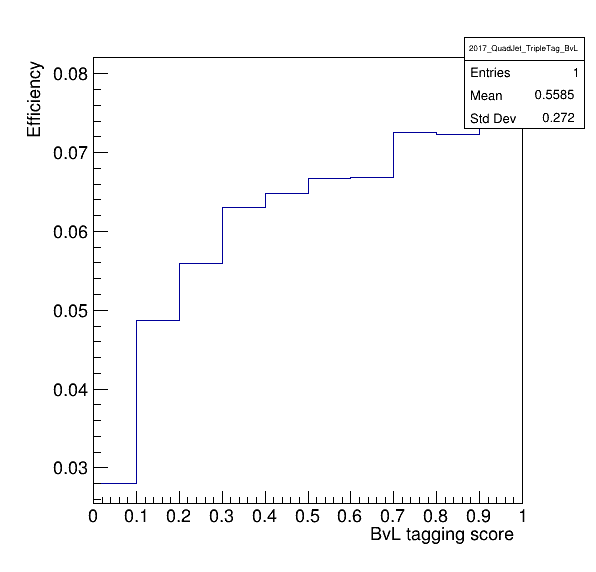 2017_QuadJet_TripleTag_BvL
Entries 1
Mean 0.5585
Std Dev 0.272
Efficiency
0.08
0.07
0.06
0.05
0.04
0.03
0 0.1 0.2 0.3 0.4 0.5 0.6 0.7 0.8 0.9 1
BvL tagging score